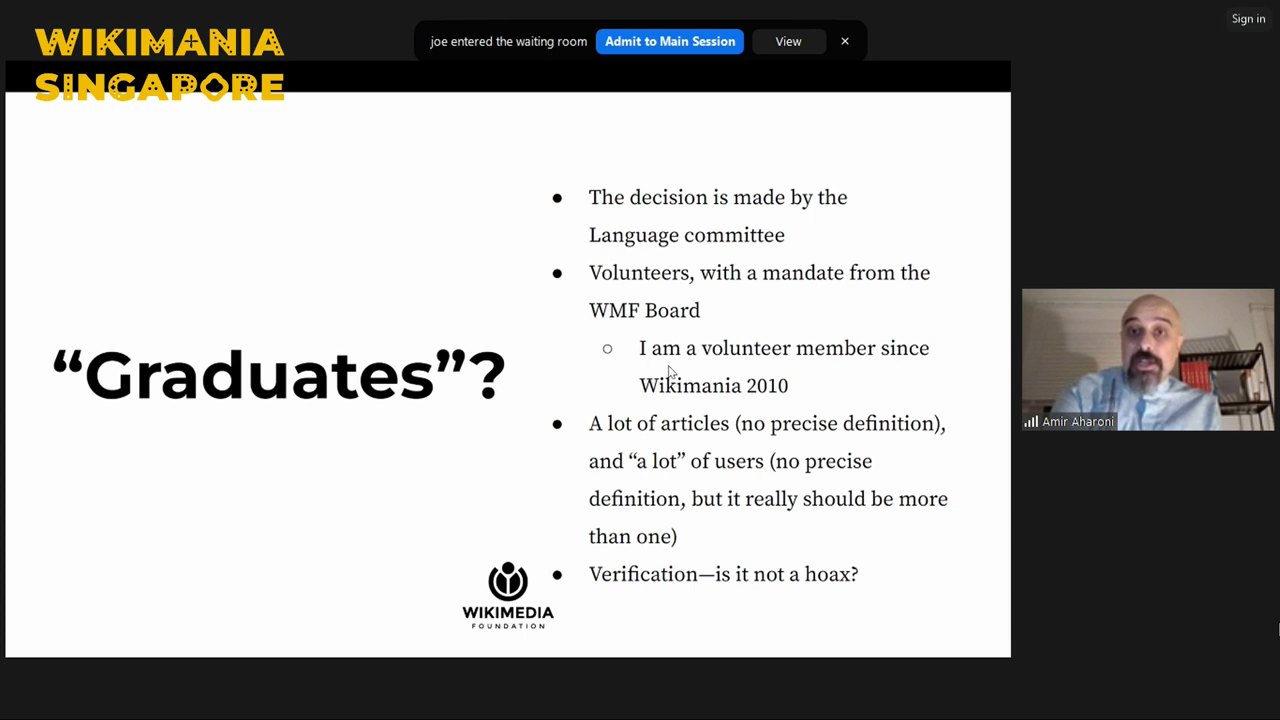 Sign in
WIKIMANIA
SINGAPORE
joe entered the waiting room Admit to Main Session View ×
“Graduates”?
● The decision is made by the
Language committee
● Volunteers, with a mandate from the
WMF Board
○ I am a volunteer member since
Wikimania 2010
● A lot of articles (no precise definition),
and “a lot” of users (no precise
definition, but it really should be more
than one)
● Verification—is it not a hoax?
WIKIMEDIA
FOUNDATION
Amir Aharoni